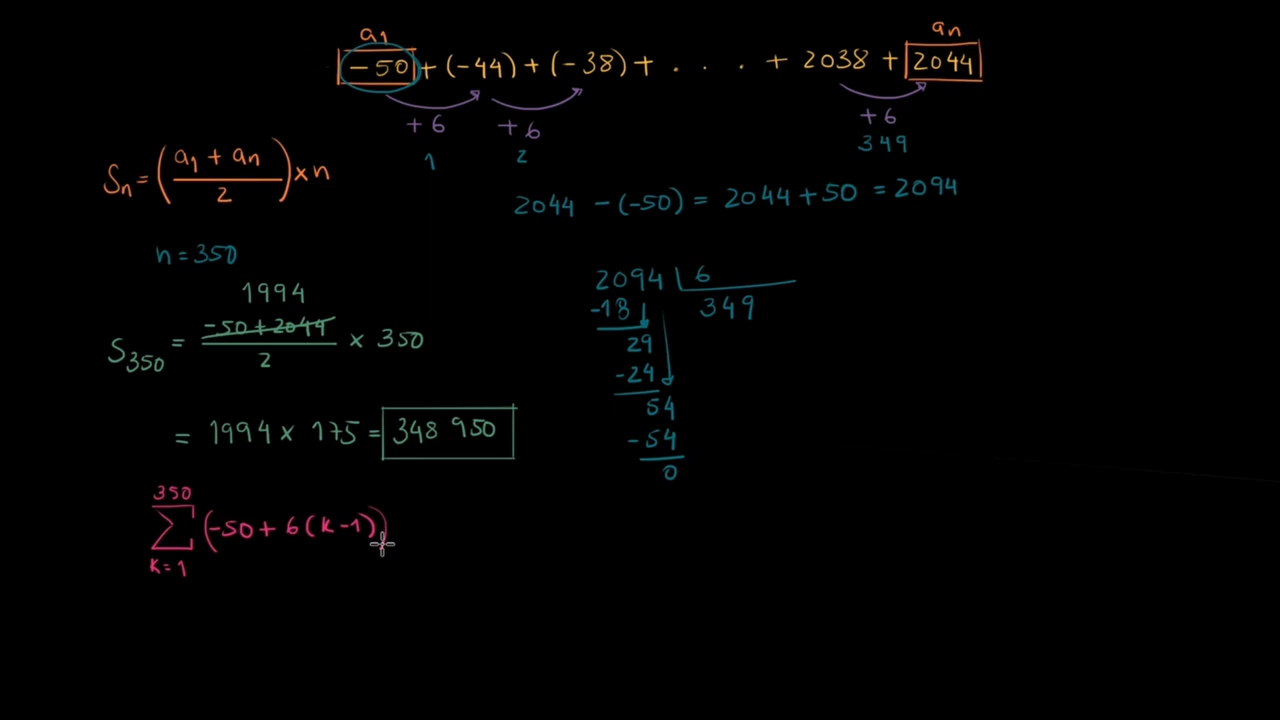 a1 an
-50 + (-44) + (-38) + . . . + 2038 + 2044
+6 +6 +6
1 2 349
Sn = (a1 + an / 2) × n
2044 - (-50) = 2044 + 50 = 2094
n = 350
2094 | 6
-18 349
29
-24
54
-54
0
1994
S350 = -50 + 2044 / 2 × 350
= 1994 × 175 = 348 950
350
∑ (-50 + 6(k-1))
k=1